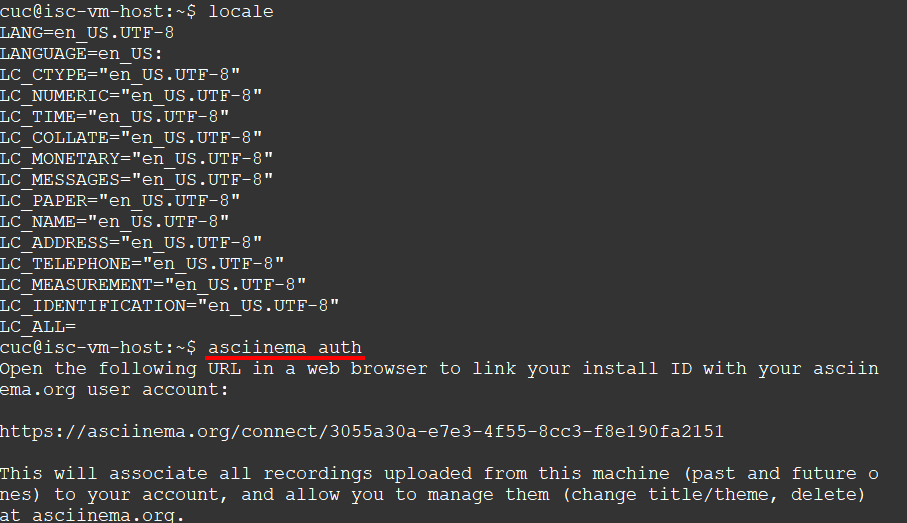 cuc@isc-vm-host:~$ locale
LANG=en_US.UTF-8
LANGUAGE=en_US:
LC_CTYPE="en_US.UTF-8"
LC_NUMERIC="en_US.UTF-8"
LC_TIME="en_US.UTF-8"
LC_COLLATE="en_US.UTF-8"
LC_MONETARY="en_US.UTF-8"
LC_MESSAGES="en_US.UTF-8"
LC_PAPER="en_US.UTF-8"
LC_NAME="en_US.UTF-8"
LC_ADDRESS="en_US.UTF-8"
LC_TELEPHONE="en_US.UTF-8"
LC_MEASUREMENT="en_US.UTF-8"
LC_IDENTIFICATION="en_US.UTF-8"
LC_ALL=
cuc@isc-vm-host:~$ asciinema auth
Open the following URL in a web browser to link your install ID with your asciin
ema.org user account:
https://asciinema.org/connect/3055a30a-e7e3-4f55-8cc3-f8e190fa2151
This will associate all recordings uploaded from this machine (past and future o
nes) to your account, and allow you to manage them (change title/theme, delete)
at asciinema.org.